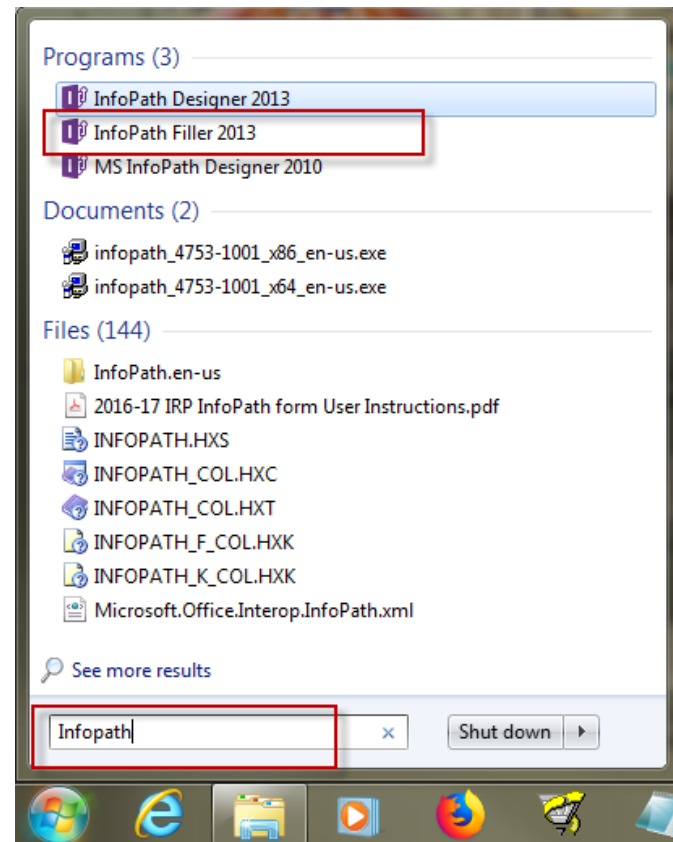 Programs (3)
InfoPath Designer 2013
InfoPath Filler 2013
MS InfoPath Designer 2010
Documents (2)
infopath_4753-1001_x86_en-us.exe
infopath_4753-1001_x64_en-us.exe
Files (144)
InfoPath.en-us
2016-17 IRP InfoPath form User Instructions.pdf
INFOPATH.HXS
INFOPATH_COL.HXC
INFOPATH_COL.HXT
INFOPATH_F_COL.HXK
INFOPATH_K_COL.HXK
Microsoft.Office.Interop.InfoPath.xml
See more results
Infopath
Shut down